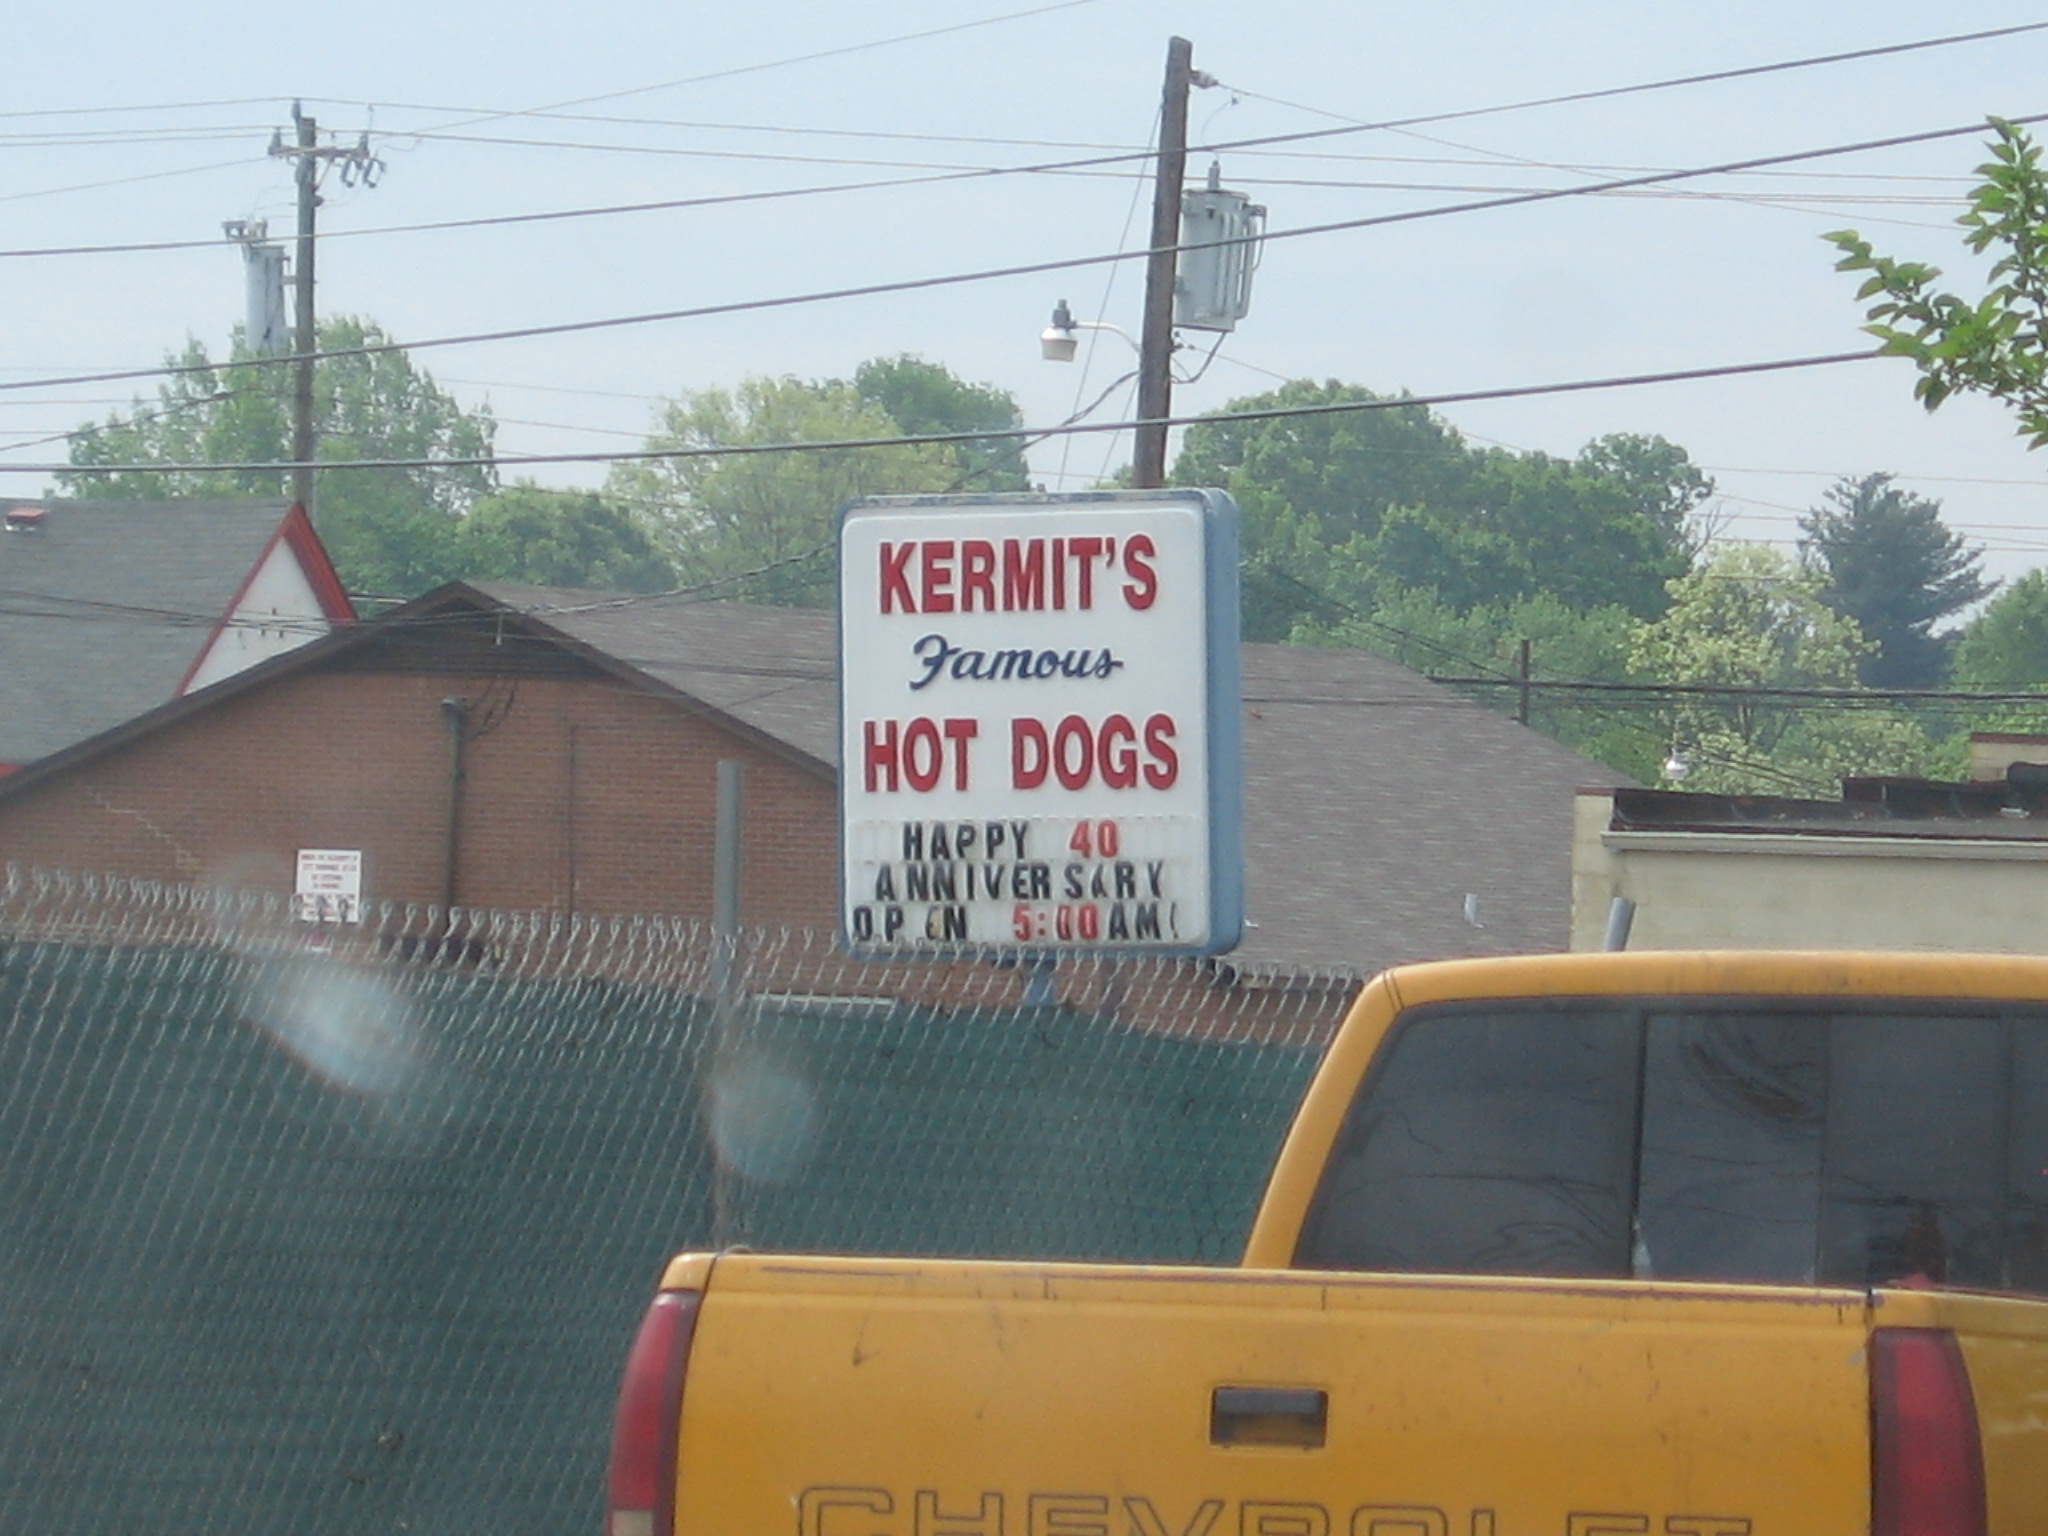 KERMIT'S
Famous
HOT DOGS
HAPPY 40
ANNIVERSARY
OPEN 5:00AM!
CHEVROLET